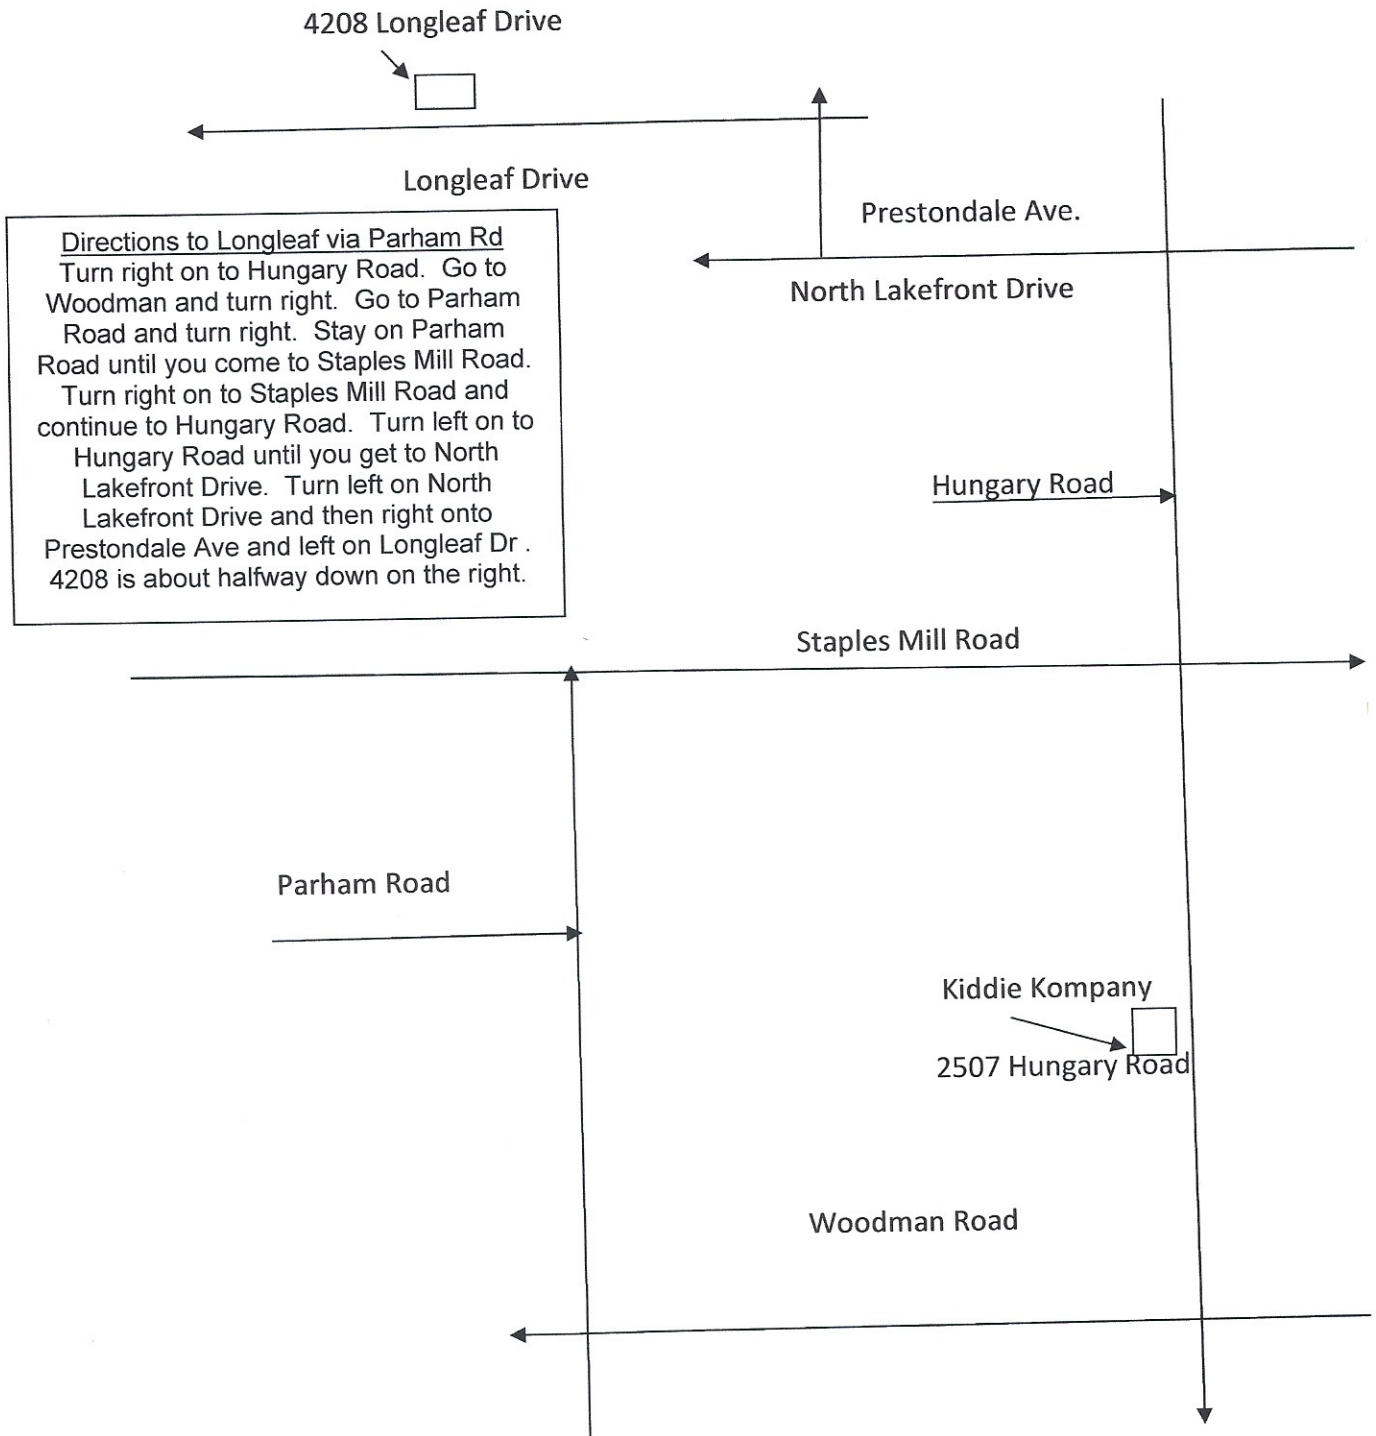 4208 Longleaf Drive
Longleaf Drive
Prestondale Ave.
North Lakefront Drive
Directions to Longleaf via Parham Rd
Turn right on to Hungary Road.  Go to
Woodman and turn right.  Go to Parham
Road and turn right.  Stay on Parham
Road until you come to Staples Mill Road.
Turn right on to Staples Mill Road and
continue to Hungary Road.  Turn left on to
Hungary Road until you get to North
Lakefront Drive.  Turn left on North
Lakefront Drive and then right onto
Prestondale Ave and left on Longleaf Dr .
4208 is about halfway down on the right.
Hungary Road
Staples Mill Road
Parham Road
Kiddie Kompany
2507 Hungary Road
Woodman Road